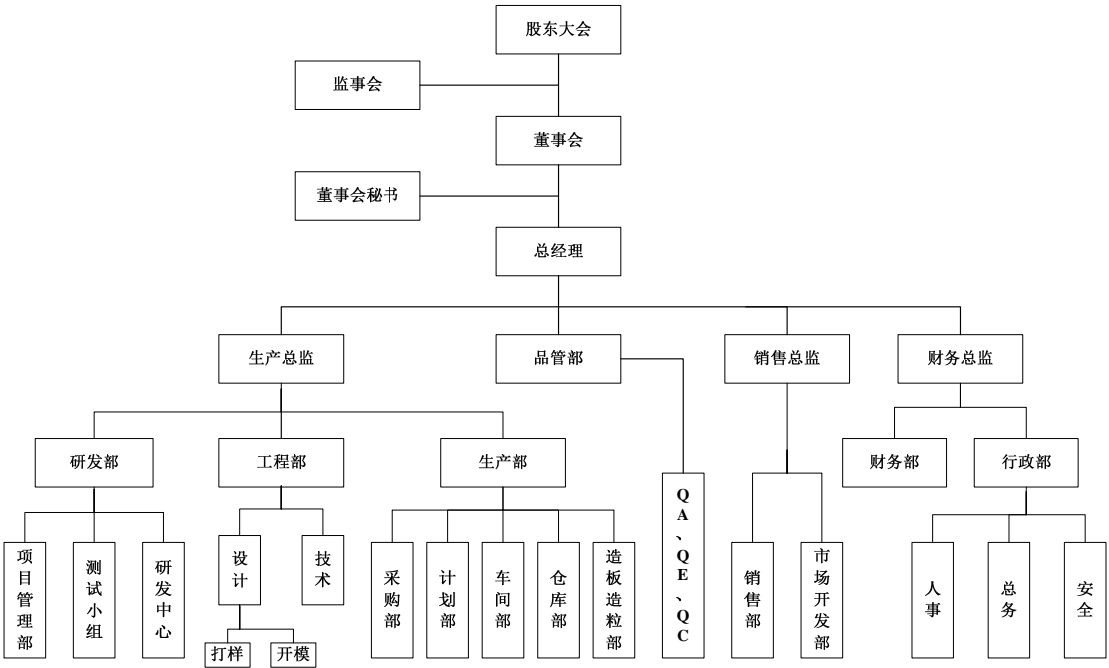 股东大会
监事会
董事会
董事会秘书
总经理
生产总监
品管部
销售总监
财务总监
研发部
工程部
生产部
财务部
行政部
项目管理部
测试小组
研发中心
设计
技术
打样
开模
采购部
计划部
车间部
仓库部
造板造粒部
QA、QE、QC
销售部
市场开发部
人事
总务
安全